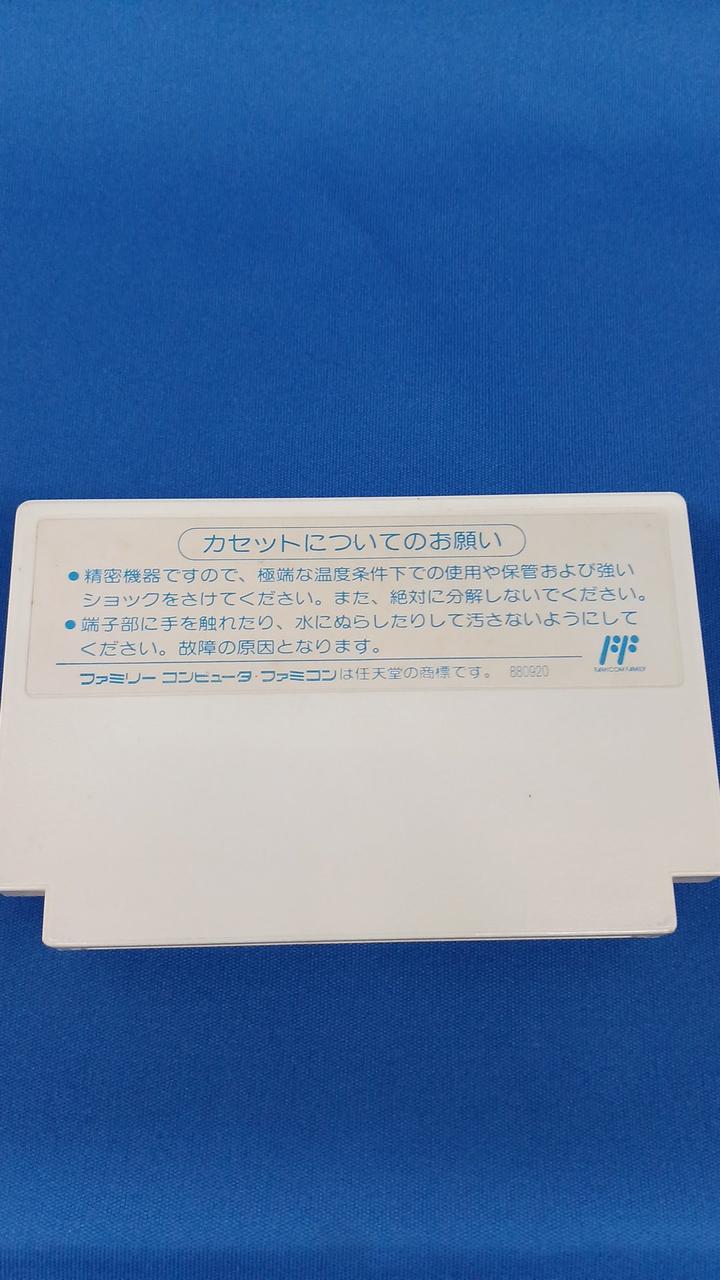 カセットについてのお願い
●精密機器ですので、極端な温度条件下での使用や保管および強い
ショックをさけてください。また、絶対に分解しないでください。
●端子部に手を触れたり、水にぬらしたりして汚さないようにして
ください。故障の原因となります。
FAMICOM FAMILY
ファミリー コンピュータ・ファミコンは任天堂の商標です。 880920